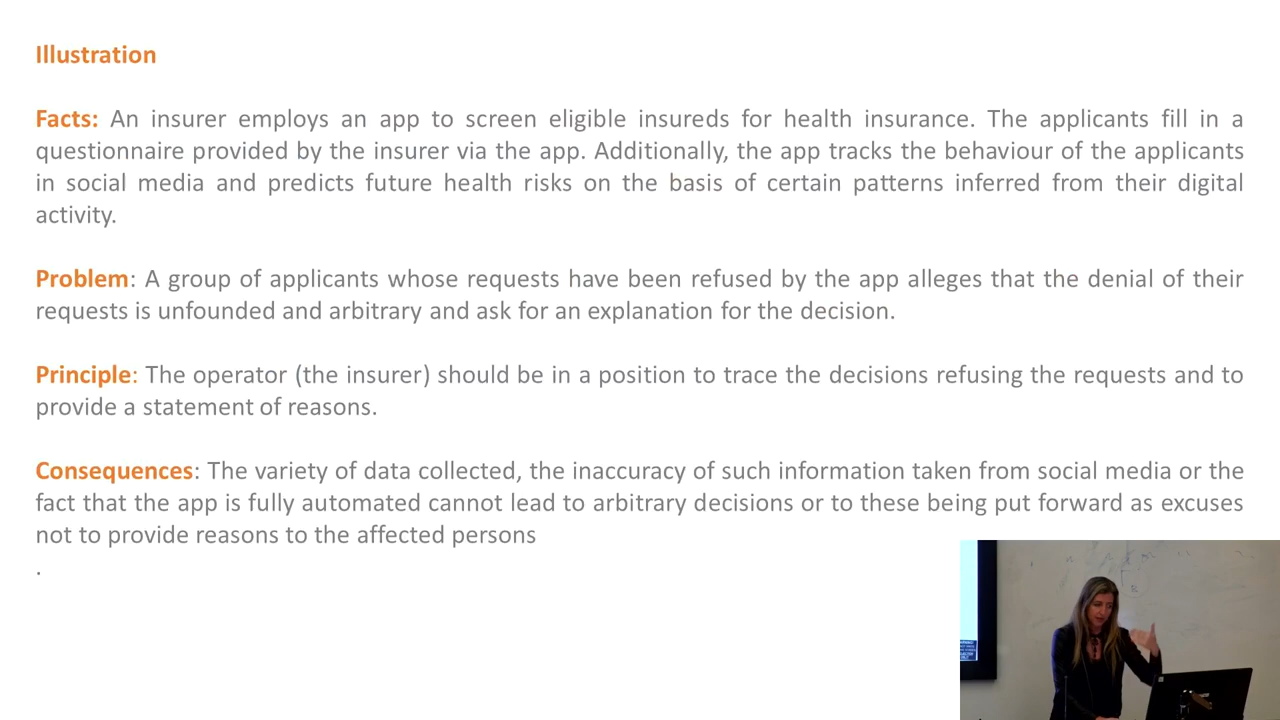 Illustration
Facts: An insurer employs an app to screen eligible insureds for health insurance. The applicants fill in a
questionnaire provided by the insurer via the app. Additionally, the app tracks the behaviour of the applicants
in social media and predicts future health risks on the basis of certain patterns inferred from their digital
activity.
Problem: A group of applicants whose requests have been refused by the app alleges that the denial of their
requests is unfounded and arbitrary and ask for an explanation for the decision.
Principle: The operator (the insurer) should be in a position to trace the decisions refusing the requests and to
provide a statement of reasons.
Consequences: The variety of data collected, the inaccuracy of such information taken from social media or the
fact that the app is fully automated cannot lead to arbitrary decisions or to these being put forward as excuses
not to provide reasons to the affected persons
.